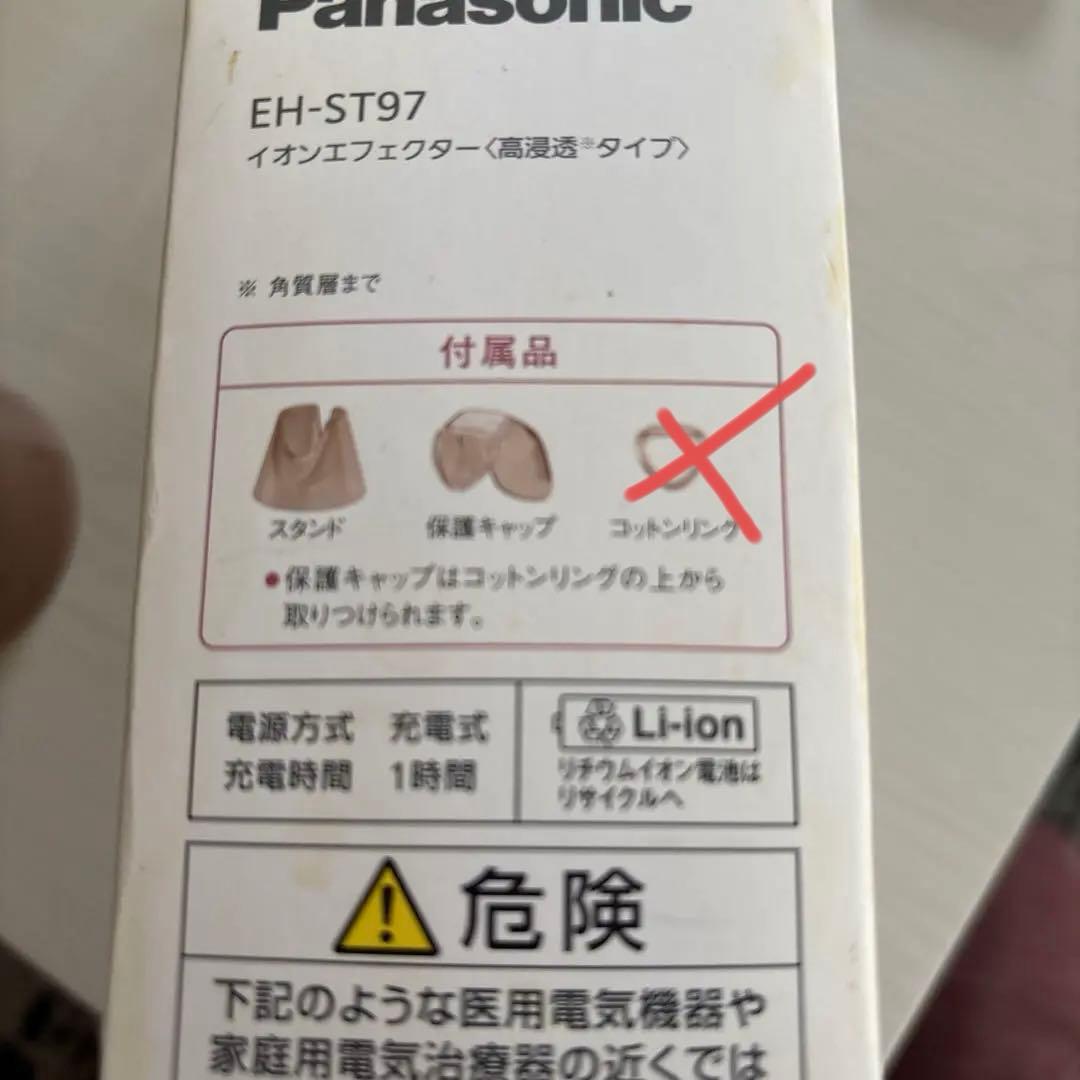 Panasonic
EH-ST97
イオンエフェクター〈高浸透※タイプ〉
※ 角質層まで
付属品
スタンド 保護キャップ コットンリング
●保護キャップはコットンリングの上から
取りつけられます。
電源方式 充電式
充電時間 1時間
Li-ion
リチウムイオン電池は
リサイクルへ
危険
下記のような医用電気機器や
家庭用電気治療器の近くでは